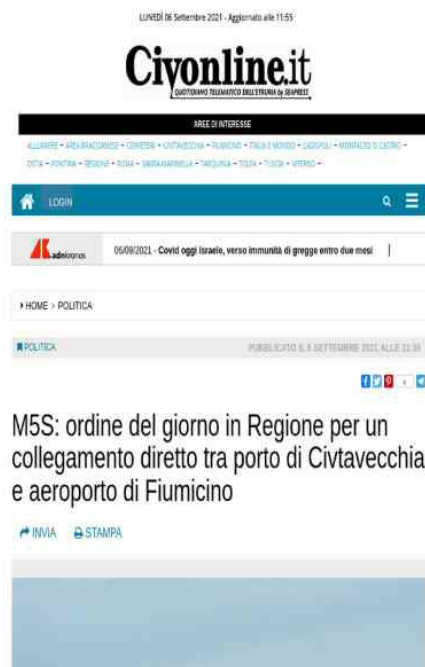 LUNEDÌ 06 Settembre 2021 - Aggiornato alle 11:55
Civonline.it
QUOTIDIANO TELEMATICO DELL'ETRURIA by SEAPRESS
AREE DI INTERESSE
ALLUMIERE • AREA BRACCIANESE • CERVETERI • CIVITAVECCHIA • FIUMICINO • ITALIA E MONDO • LADISPOLI • MONTALTO DI CASTRO •
OSTIA • PONTINA • REGIONE • ROMA • SANTA MARINELLA • TARQUINIA • TOLFA • TUSCIA • VITERBO •
LOGIN
adnkronos
06/09/2021 - Covid oggi Israele, verso immunità di gregge entro due mesi
HOME > POLITICA
POLITICA
PUBBLICATO IL 6 SETTEMBRE 2021, ALLE
M5S: ordine del giorno in Regione per un
collegamento diretto tra porto di Civtavecchia
e aeroporto di Fiumicino
INVIA
STAMPA